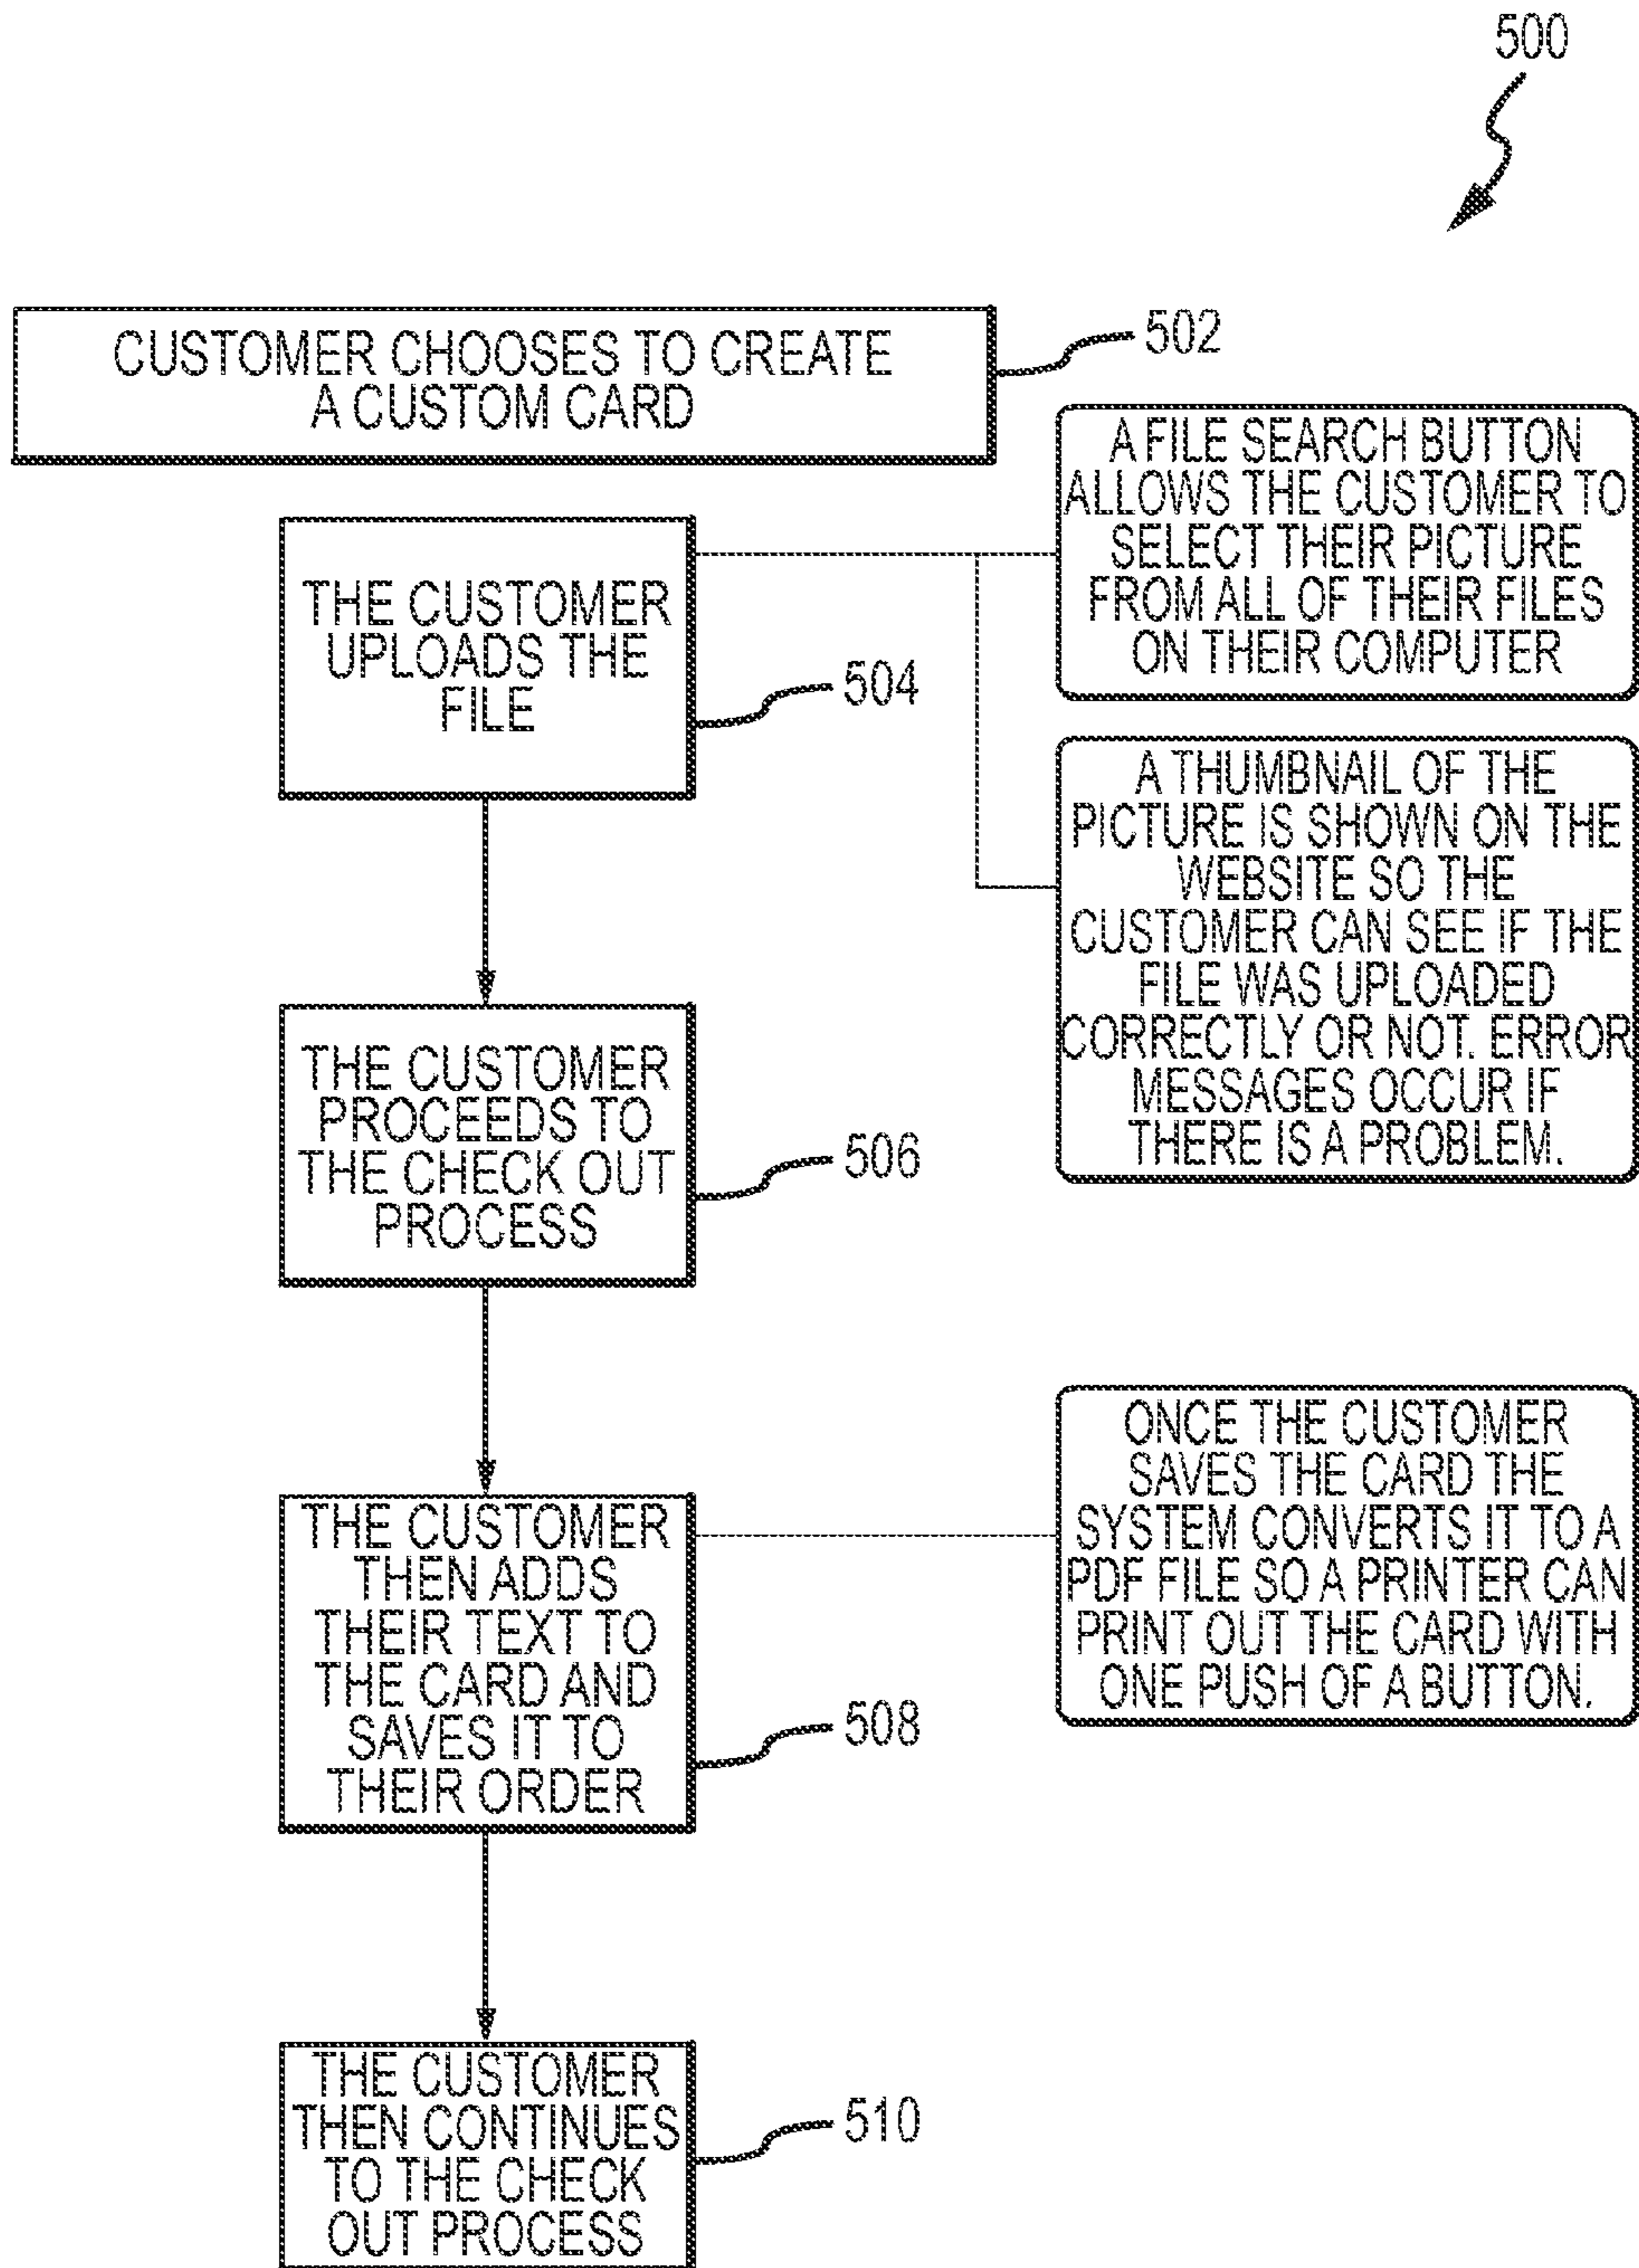 500
CUSTOMER CHOOSES TO CREATE
A CUSTOM CARD
502
A FILE SEARCH BUTTON
ALLOWS THE CUSTOMER TO
SELECT THEIR PICTURE
FROM ALL OF THEIR FILES
ON THEIR COMPUTER
THE CUSTOMER
UPLOADS THE
FILE
504
A THUMBNAIL OF THE
PICTURE IS SHOWN ON THE
WEBSITE SO THE
CUSTOMER CAN SEE IF THE
FILE WAS UPLOADED
CORRECTLY OR NOT. ERROR
MESSAGES OCCUR IF
THERE IS A PROBLEM.
THE CUSTOMER
PROCEEDS TO
THE CHECK OUT
PROCESS
506
THE CUSTOMER
THEN ADDS
THEIR TEXT TO
THE CARD AND
SAVES IT TO
THEIR ORDER
508
ONCE THE CUSTOMER
SAVES THE CARD THE
SYSTEM CONVERTS IT TO A
PDF FILE SO A PRINTER CAN
PRINT OUT THE CARD WITH
ONE PUSH OF A BUTTON.
THE CUSTOMER
THEN CONTINUES
TO THE CHECK
OUT PROCESS
510